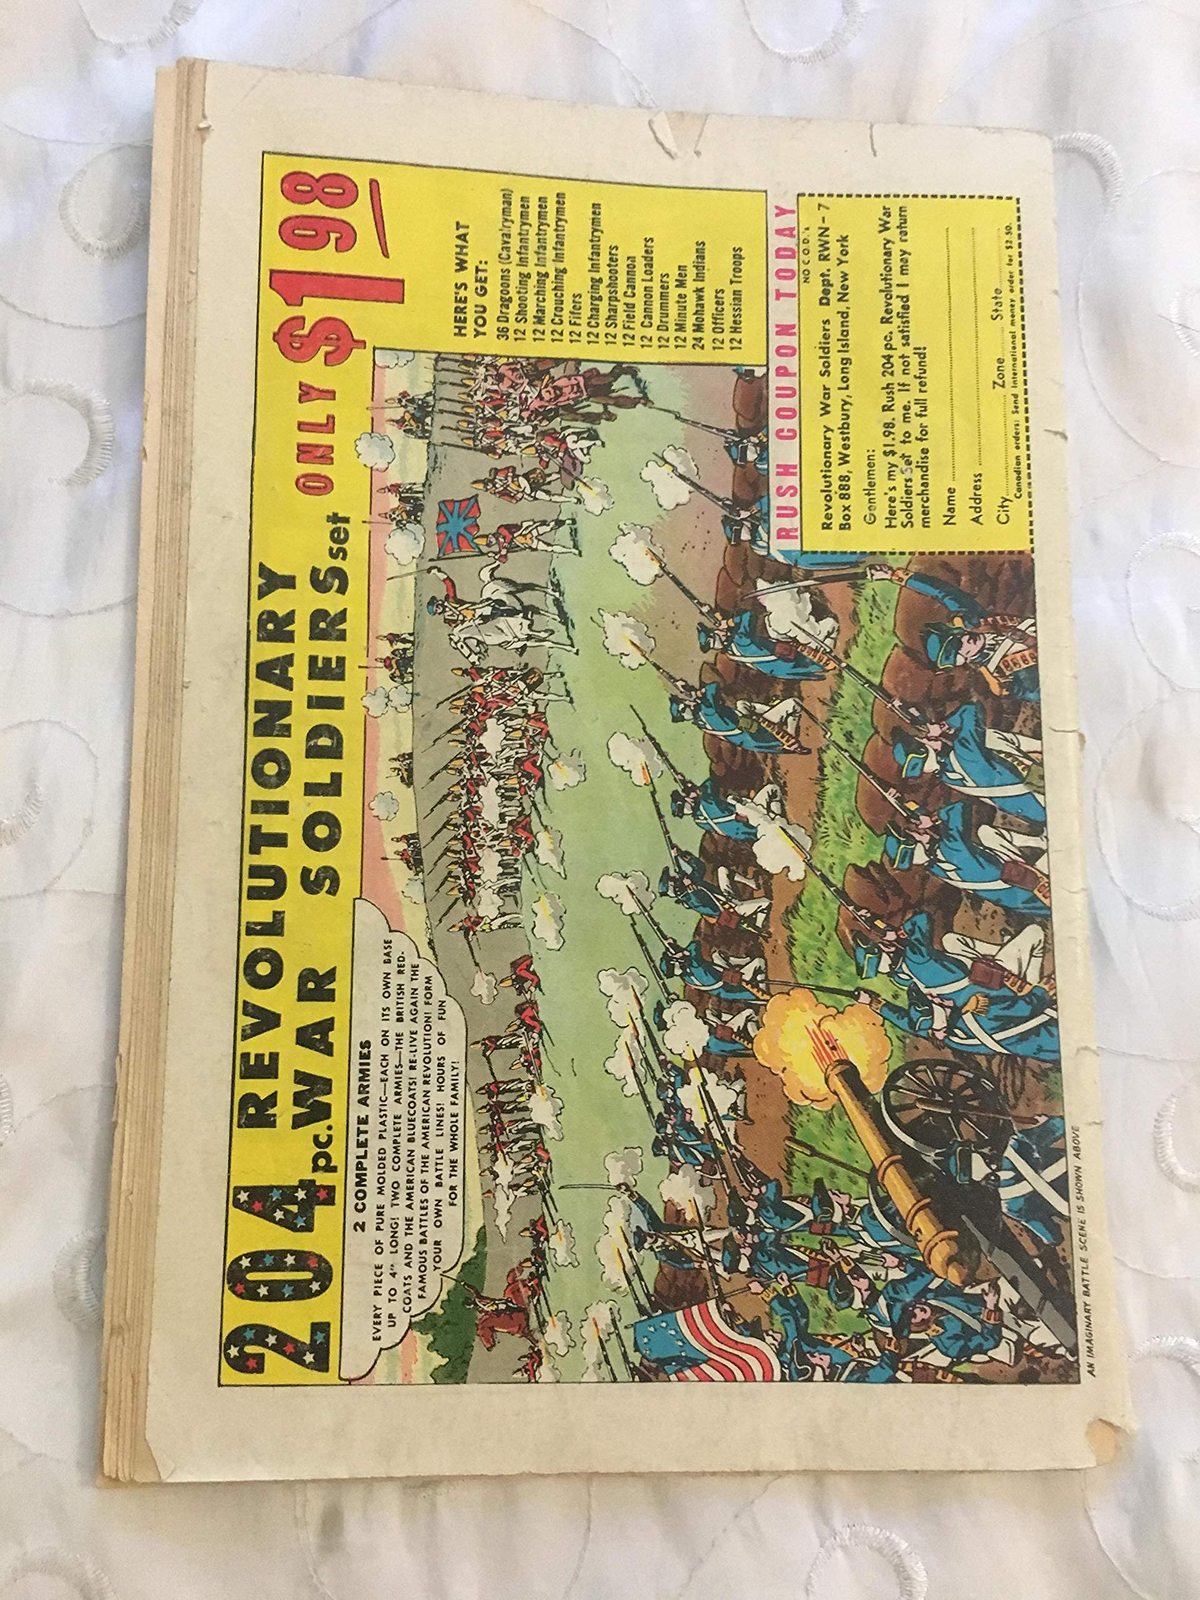 204 REVOLUTIONARY
pc. WAR SOLDIERS set ONLY $1 98
2 COMPLETE ARMIES
EVERY PIECE OF PURE MOLDED PLASTIC—EACH ON ITS OWN BASE
UP TO 4" LONG! TWO COMPLETE ARMIES—THE BRITISH RED-
COATS AND THE AMERICAN BLUECOATS! RE-LIVE AGAIN THE
FAMOUS BATTLES OF THE AMERICAN REVOLUTION! FORM
YOUR OWN BATTLE LINES! HOURS OF FUN
FOR THE WHOLE FAMILY!
HERE'S WHAT
YOU GET:
36 Dragoons (Cavalryman)
12 Shooting Infantrymen
12 Marching Infantrymen
12 Crouching Infantrymen
12 Fifers
12 Charging Infantrymen
12 Sharpshooters
12 Field Cannon
12 Cannon Loaders
12 Drummers
12 Minute Men
24 Mohawk Indians
12 Officers
12 Hessian Troops
RUSH COUPON TODAY
NO C.O.D.'s
Revolutionary War Soldiers Dept. RWN-7
Box 888, Westbury, Long Island, New York
Gentlemen:
Here's my $1.98. Rush 204 pc. Revolutionary War
Soldiers Set to me. If not satisfied I may return
merchandise for full refund!
Name
Address
City Zone State
Canadian orders: Send International money order for $2.50.
AN IMAGINARY BATTLE SCENE IS SHOWN ABOVE